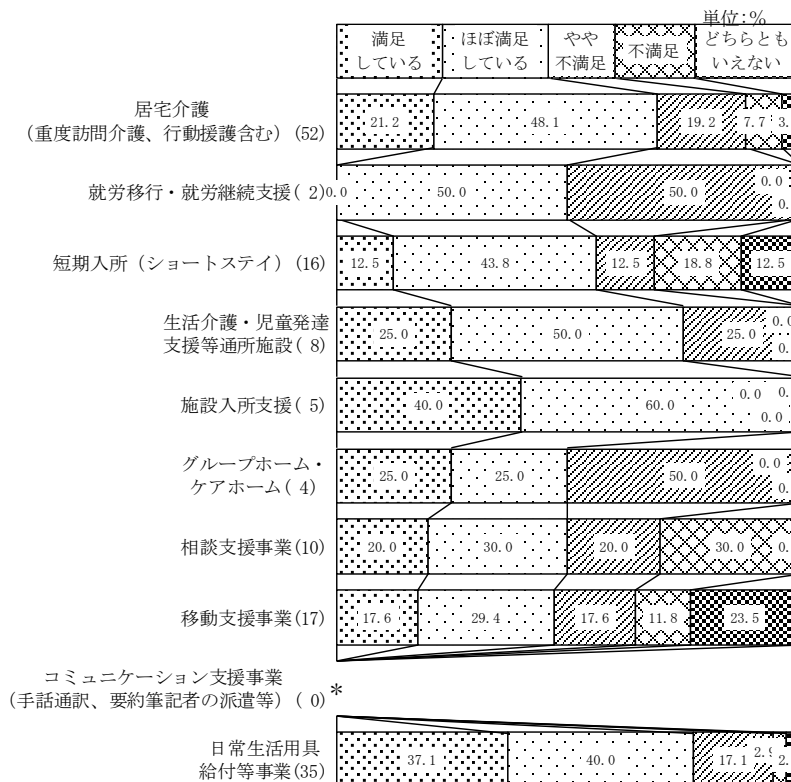 単位:%
満足
している
ほぼ満足
している
やや
不満足
不満足
どちらとも
いえない
居宅介護
(重度訪問介護、行動援護含む) (52)
21.2 48.1 19.2 7.7 3.
就労移行・就労継続支援( 2)
0.0 50.0 50.0 0.0 0.
短期入所(ショートステイ) (16)
12.5 43.8 12.5 18.8 12.5
生活介護・児童発達
支援等通所施設( 8)
25.0 50.0 25.0 0.0 0.
施設入所支援( 5)
40.0 60.0 0.0 0.0 0.
グループホーム・
ケアホーム( 4)
25.0 25.0 50.0 0.0 0.
相談支援事業(10)
20.0 30.0 20.0 30.0 0.
移動支援事業(17)
17.6 29.4 17.6 11.8 23.5
コミュニケーション支援事業
(手話通訳、要約筆記者の派遣等) ( 0)*
日常生活用具
給付等事業(35)
37.1 40.0 17.1 2.9 2.